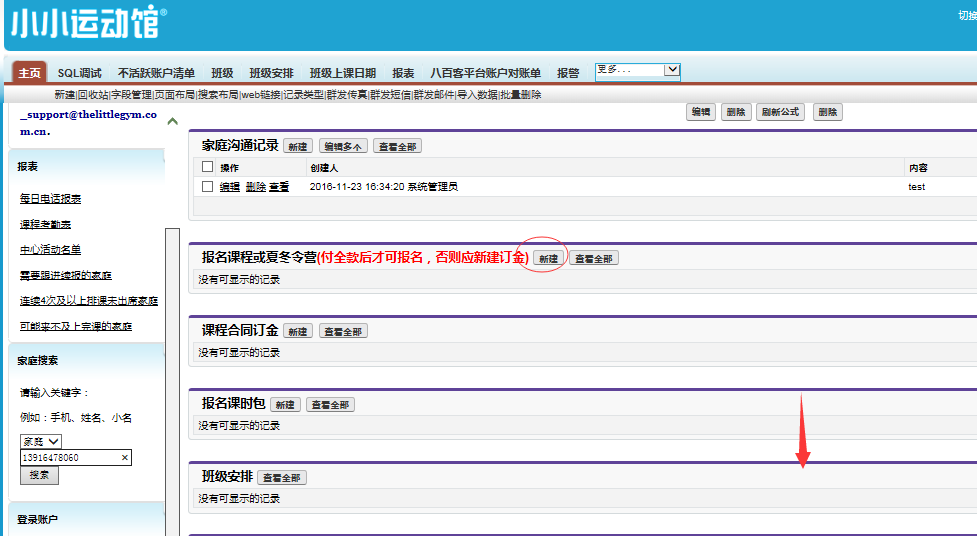 小小运动馆®
切换
主页 SQL调试 不活跃账户清单 班级 班级安排 班级上课日期 报表 八百客平台账户对账单 报警 更多...
新建|回收站|字段管理|页面布局|搜索布局|web链接|记录类型|群发传真|群发短信|群发邮件|导入数据|批量删除
_support@thelittlegym.co
m.cn.
报表
每日电话报表
课程考勤表
中心活动名单
需要跟进续报的家庭
连续4次及以上排课未出席家庭
可能来不及上完课的家庭
家庭搜索
请输入关键字：
例如：手机、姓名、小名
家庭
13916478060 ×
搜索
登录账户
编辑 删除 刷新公式 删除
家庭沟通记录 新建 编辑多个 查看全部
操作 创建人 内容
编辑 删除 查看 2016-11-23 16:34:20 系统管理员 test
报名课程或夏冬令营(付全款后才可报名，否则应新建订金) 新建 查看全部
没有可显示的记录
课程合同订金 新建 查看全部
没有可显示的记录
报名课时包 新建 查看全部
没有可显示的记录
班级安排 查看全部
没有可显示的记录